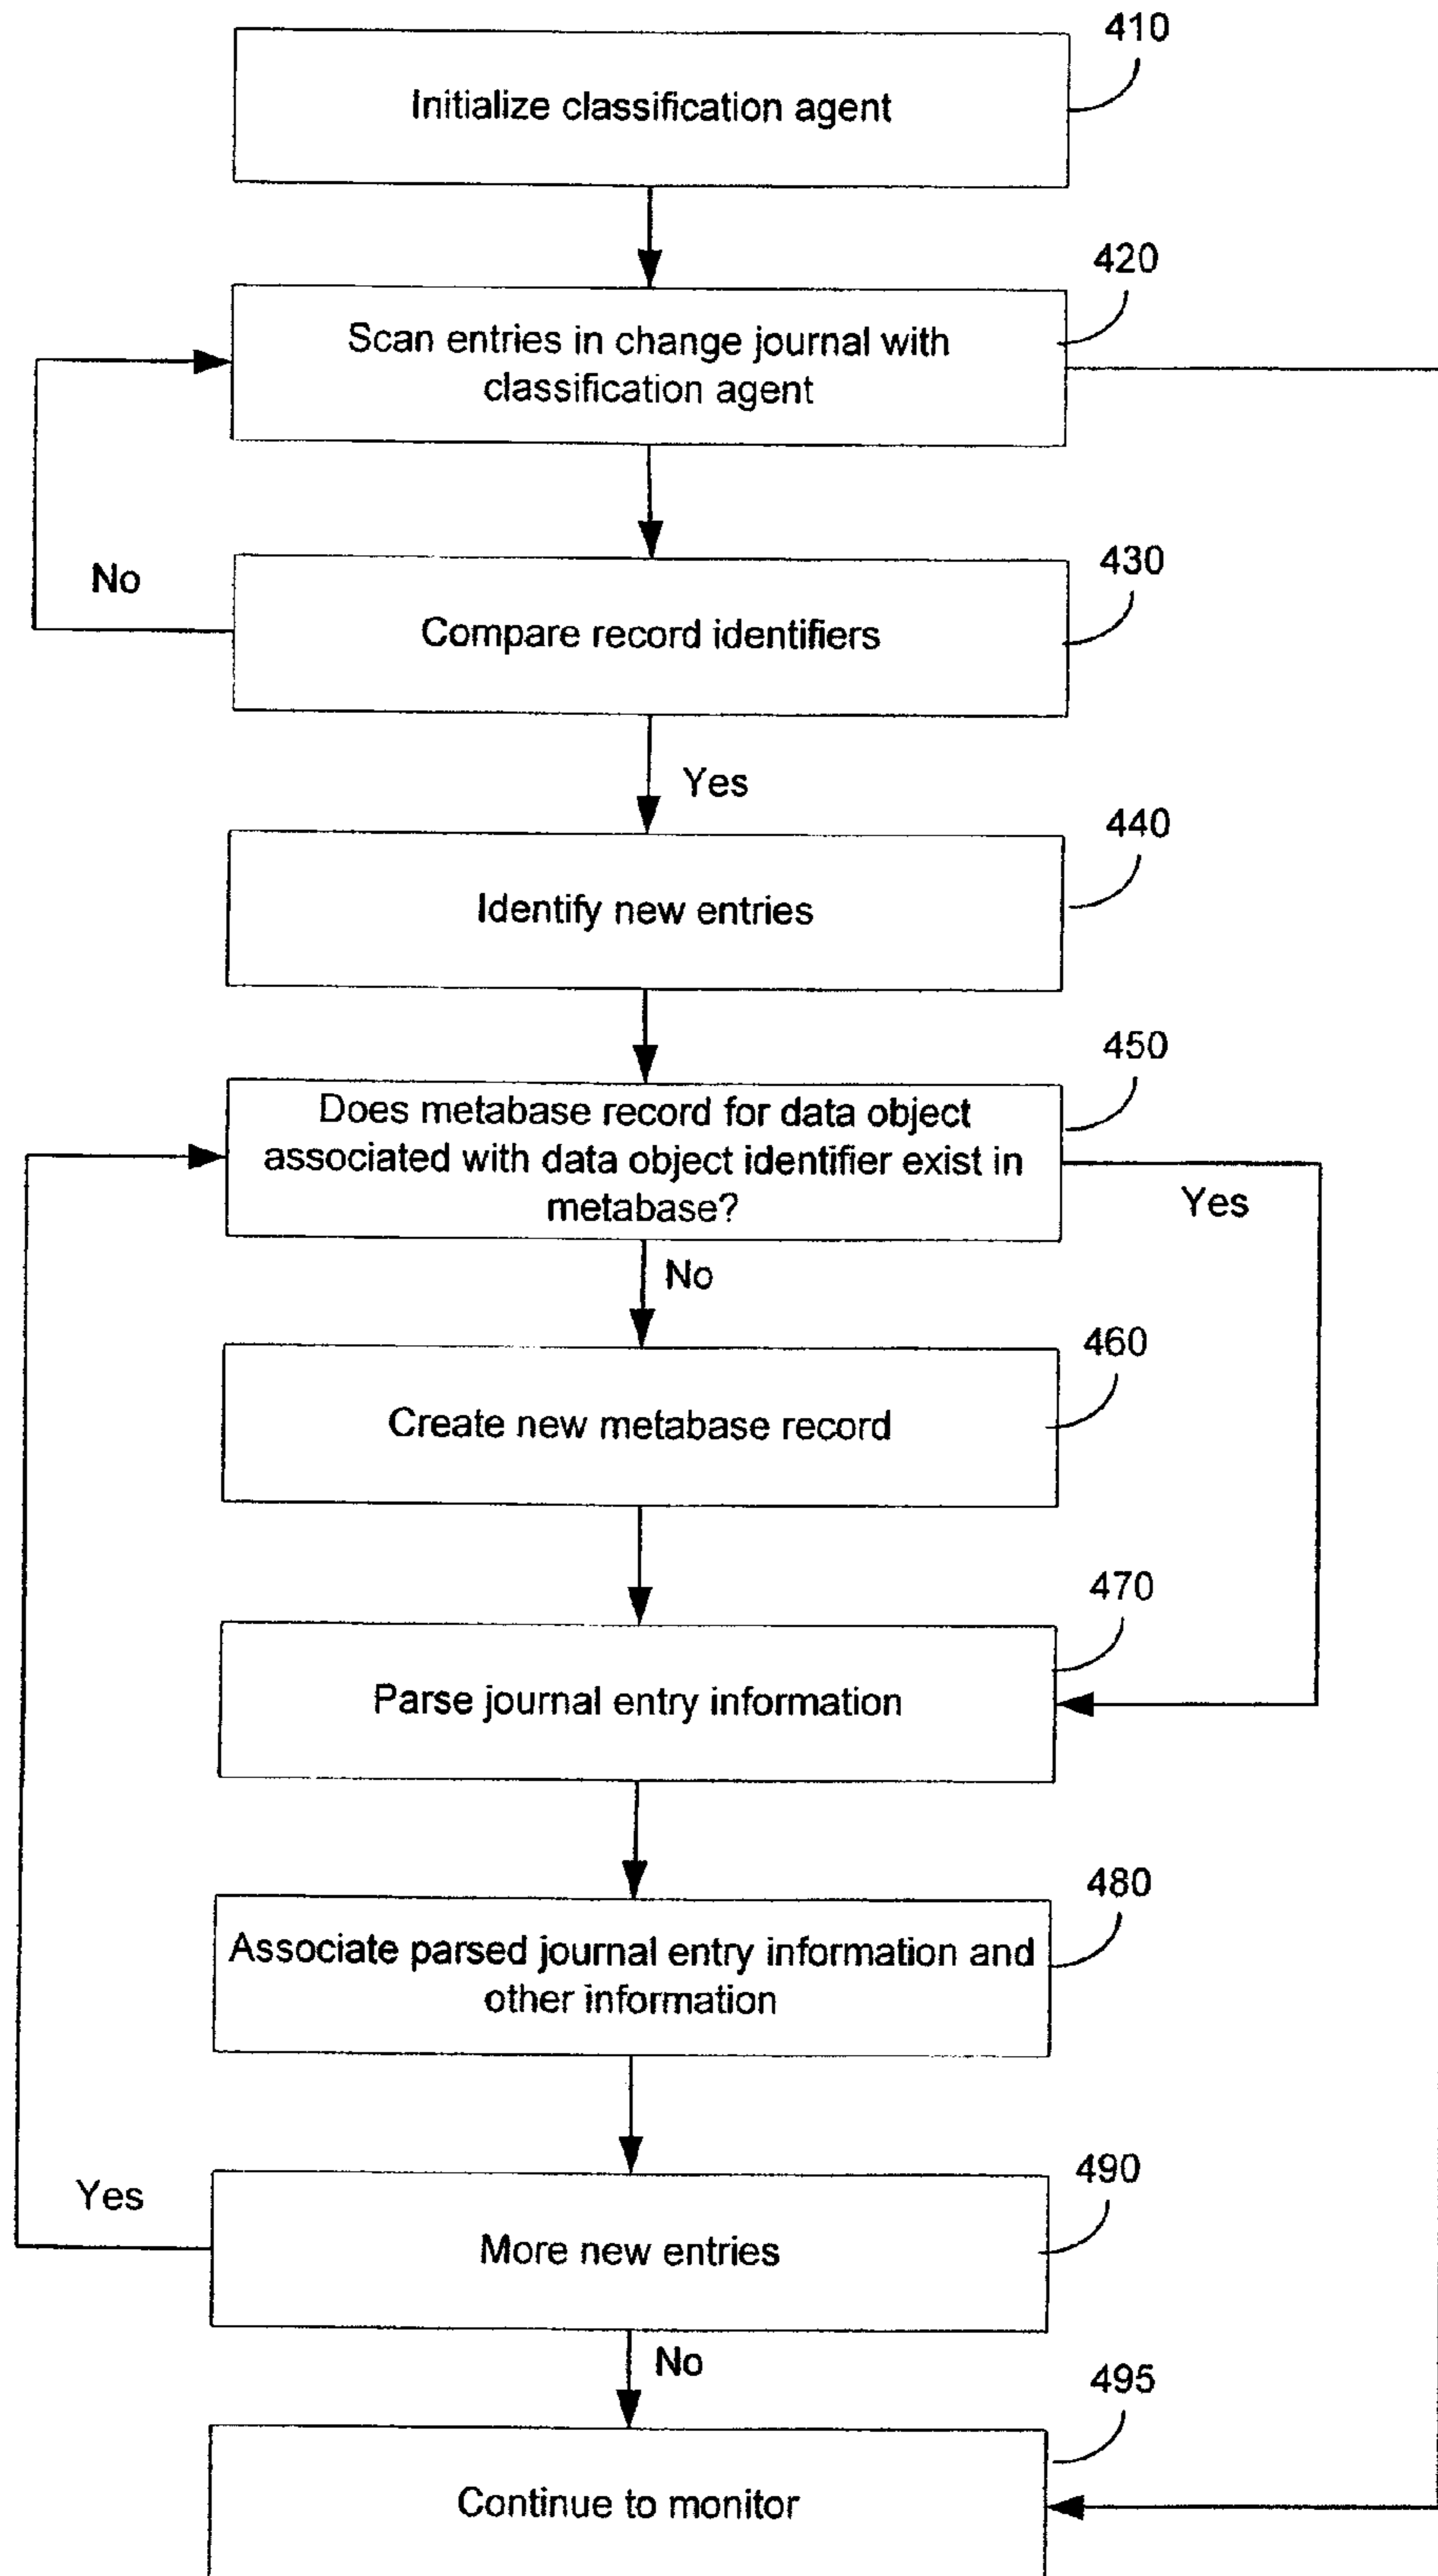 410
Initialize classification agent
420
Scan entries in change journal with
classification agent
430
No
Compare record identifiers
Yes
440
Identify new entries
450
Does metabase record for data object
associated with data object identifier exist in
metabase?
Yes
No
460
Create new metabase record
470
Parse journal entry information
480
Associate parsed journal entry information and
other information
490
Yes
More new entries
No
495
Continue to monitor